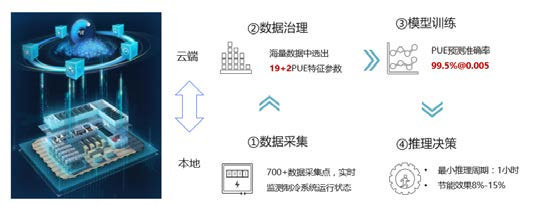 云端
本地
②数据治理
海量数据中选出
19+2PUE特征参数
③模型训练
PUE预测准确率
99.5%@0.005
①数据采集
700+数据采集点，实时
监测制冷系统运行状态
④推理决策
• 最小推理周期：1小时
• 节能效果8%-15%